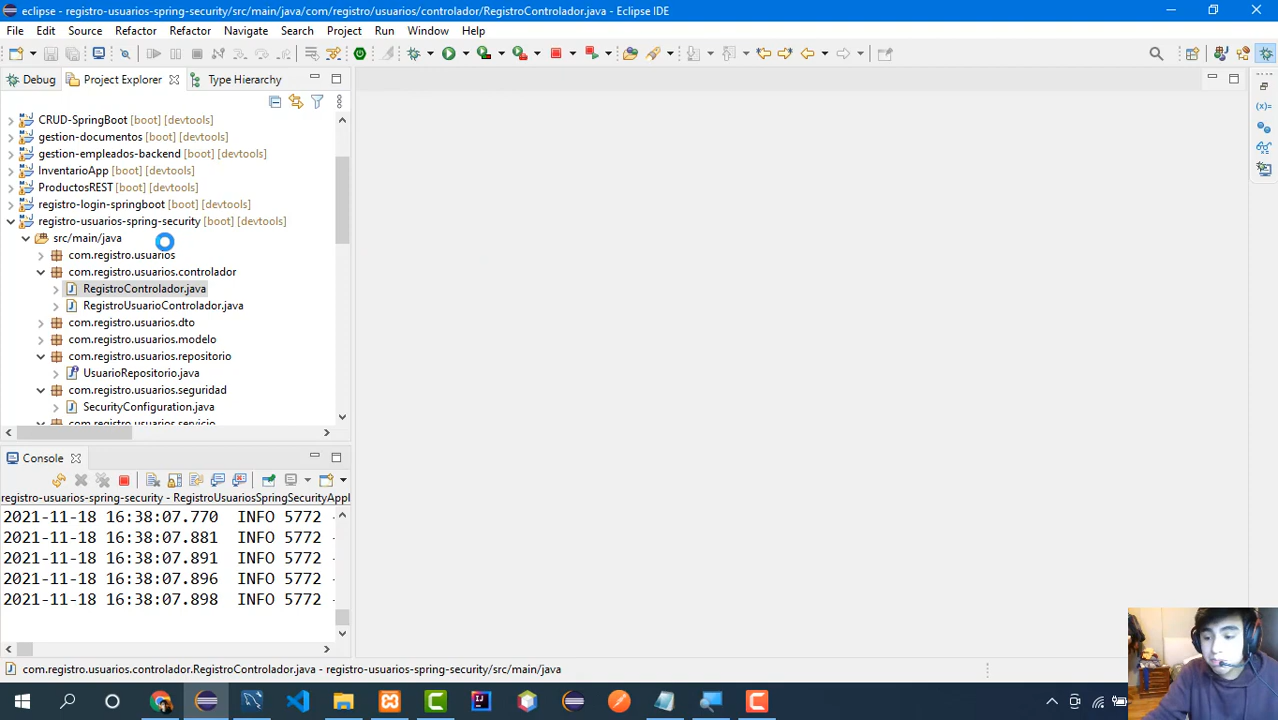 eclipse - registro-usuarios-spring-security/src/main/java/com/registro/usuarios/controlador/RegistroControlador.java - Eclipse IDE
File Edit Source Refactor Refactor Navigate Search Project Run Window Help
Debug Project Explorer Type Hierarchy
CRUD-SpringBoot [boot] [devtools]
gestion-documentos [boot] [devtools]
gestion-empleados-backend [boot] [devtools]
InventarioApp [boot] [devtools]
ProductosREST [boot] [devtools]
registro-login-springboot [boot] [devtools]
registro-usuarios-spring-security [boot] [devtools]
src/main/java
com.registro.usuarios
com.registro.usuarios.controlador
RegistroControlador.java
RegistroUsuarioControlador.java
com.registro.usuarios.dto
com.registro.usuarios.modelo
com.registro.usuarios.repositorio
UsuarioRepositorio.java
com.registro.usuarios.seguridad
SecurityConfiguration.java
com.registro.usuarios.servicio
Console
registro-usuarios-spring-security - RegistroUsuariosSpringSecurityAppl
2021-11-18 16:38:07.770 INFO 5772 -
2021-11-18 16:38:07.881 INFO 5772 -
2021-11-18 16:38:07.891 INFO 5772 -
2021-11-18 16:38:07.896 INFO 5772 -
2021-11-18 16:38:07.898 INFO 5772 -
com.registro.usuarios.controlador.RegistroControlador.java - registro-usuarios-spring-security/src/main/java